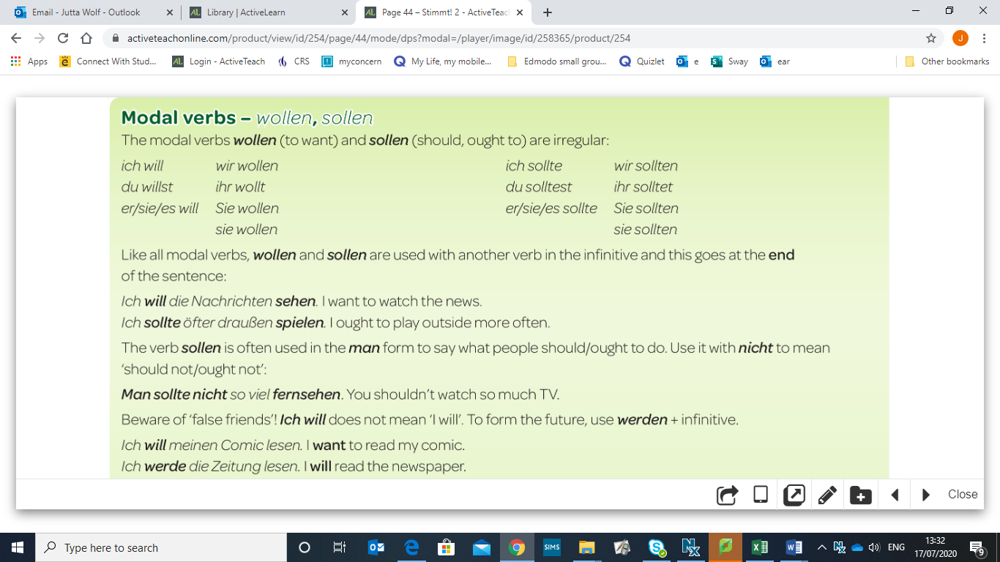 Email - Jutta Wolf - Outlook
Library | ActiveLearn
Page 44 – Stimmt! 2 - ActiveTeac
activeteachonline.com/product/view/id/254/page/44/mode/dps?modal=/player/image/id/258365/product/254
J
Apps
Connect With Stud...
Login - ActiveTeach
CRS
myconcern
My Life, my mobile...
Edmodo small grou...
Quizlet
e
Sway
ear
Other bookmarks
Modal verbs – wollen, sollen
The modal verbs wollen (to want) and sollen (should, ought to) are irregular:
ich will wir wollen ich sollte wir sollten
du willst ihr wollt du solltest ihr solltet
er/sie/es will Sie wollen er/sie/es sollte Sie sollten
sie wollen sie sollten
Like all modal verbs, wollen and sollen are used with another verb in the infinitive and this goes at the end
of the sentence:
Ich will die Nachrichten sehen. I want to watch the news.
Ich sollte öfter draußen spielen. I ought to play outside more often.
The verb sollen is often used in the man form to say what people should/ought to do. Use it with nicht to mean
‘should not/ought not’:
Man sollte nicht so viel fernsehen. You shouldn’t watch so much TV.
Beware of ‘false friends’! Ich will does not mean ‘I will’. To form the future, use werden + infinitive.
Ich will meinen Comic lesen. I want to read my comic.
Ich werde die Zeitung lesen. I will read the newspaper.
Close
Type here to search
SIMS
ENG
13:32
17/07/2020
9